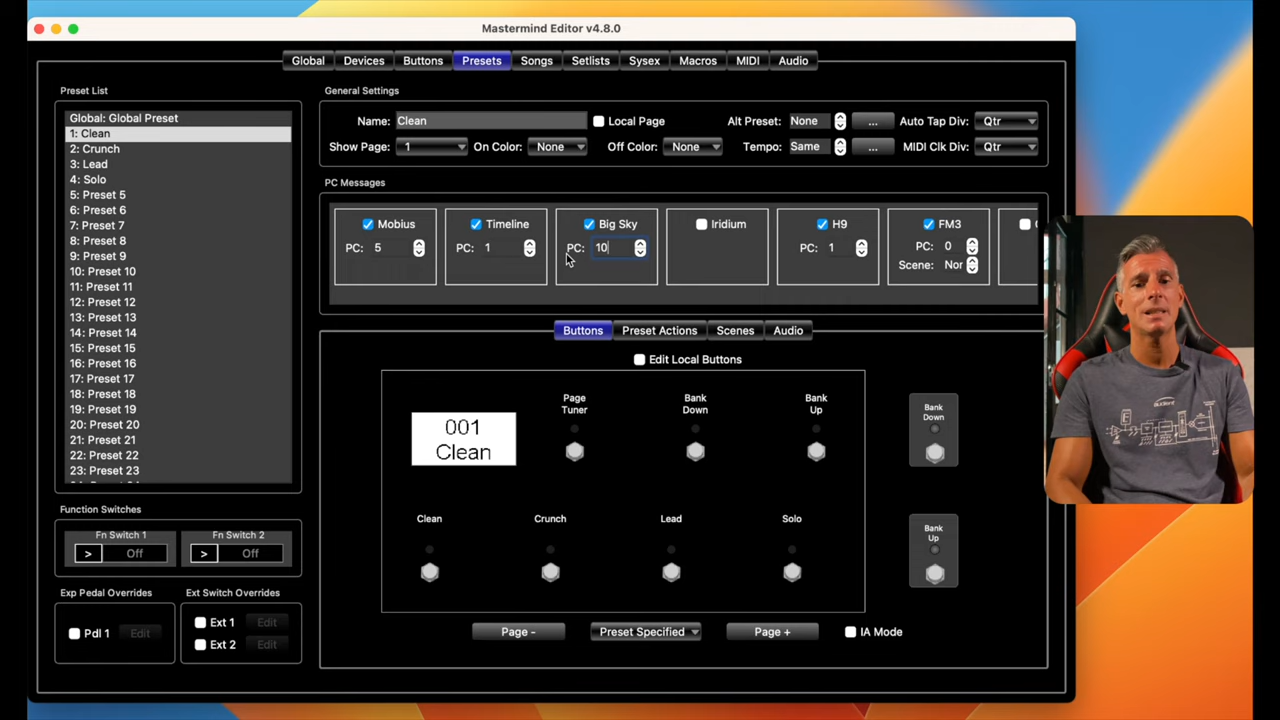 Mastermind Editor v4.8.0
Global Devices Buttons Presets Songs Setlists Sysex Macros MIDI Audio
Preset List
Global: Global Preset
1: Clean
2: Crunch
3: Lead
4: Solo
5: Preset 5
6: Preset 6
7: Preset 7
8: Preset 8
9: Preset 9
10: Preset 10
11: Preset 11
12: Preset 12
13: Preset 13
14: Preset 14
15: Preset 15
16: Preset 16
17: Preset 17
18: Preset 18
19: Preset 19
20: Preset 20
21: Preset 21
22: Preset 22
23: Preset 23
Function Switches
Fn Switch 1 Fn Switch 2
> Off > Off
Exp Pedal Overrides Ext Switch Overrides
Pdl 1 Edit
Ext 1 Edit
Ext 2 Edit
General Settings
Name: Clean Local Page Alt Preset: None ... Auto Tap Div: Qtr
Show Page: 1 On Color: None Off Color: None Tempo: Same ... MIDI Clk Div: Qtr
PC Messages
Mobius Timeline Big Sky Iridium H9 FM3
PC: 5 PC: 1 PC: 10 PC: 1 PC: 0
Scene: Nor
Buttons Preset Actions Scenes Audio
Edit Local Buttons
001
Clean
Page
Tuner
Bank
Down
Bank
Up
Bank
Down
Clean Crunch Lead Solo
Bank
Up
Page - Preset Specified Page + IA Mode